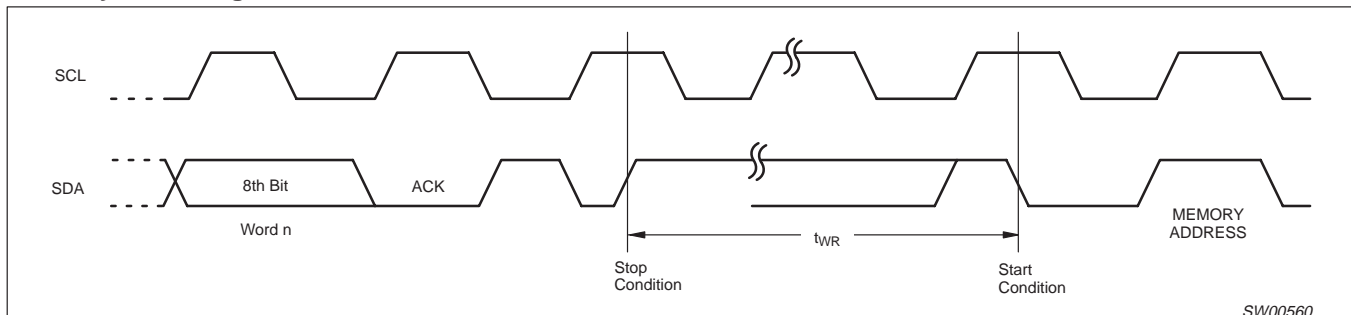 SCL
SDA
8th Bit
ACK
Word n
tWR
MEMORY
ADDRESS
Stop
Condition
Start
Condition
SW00560